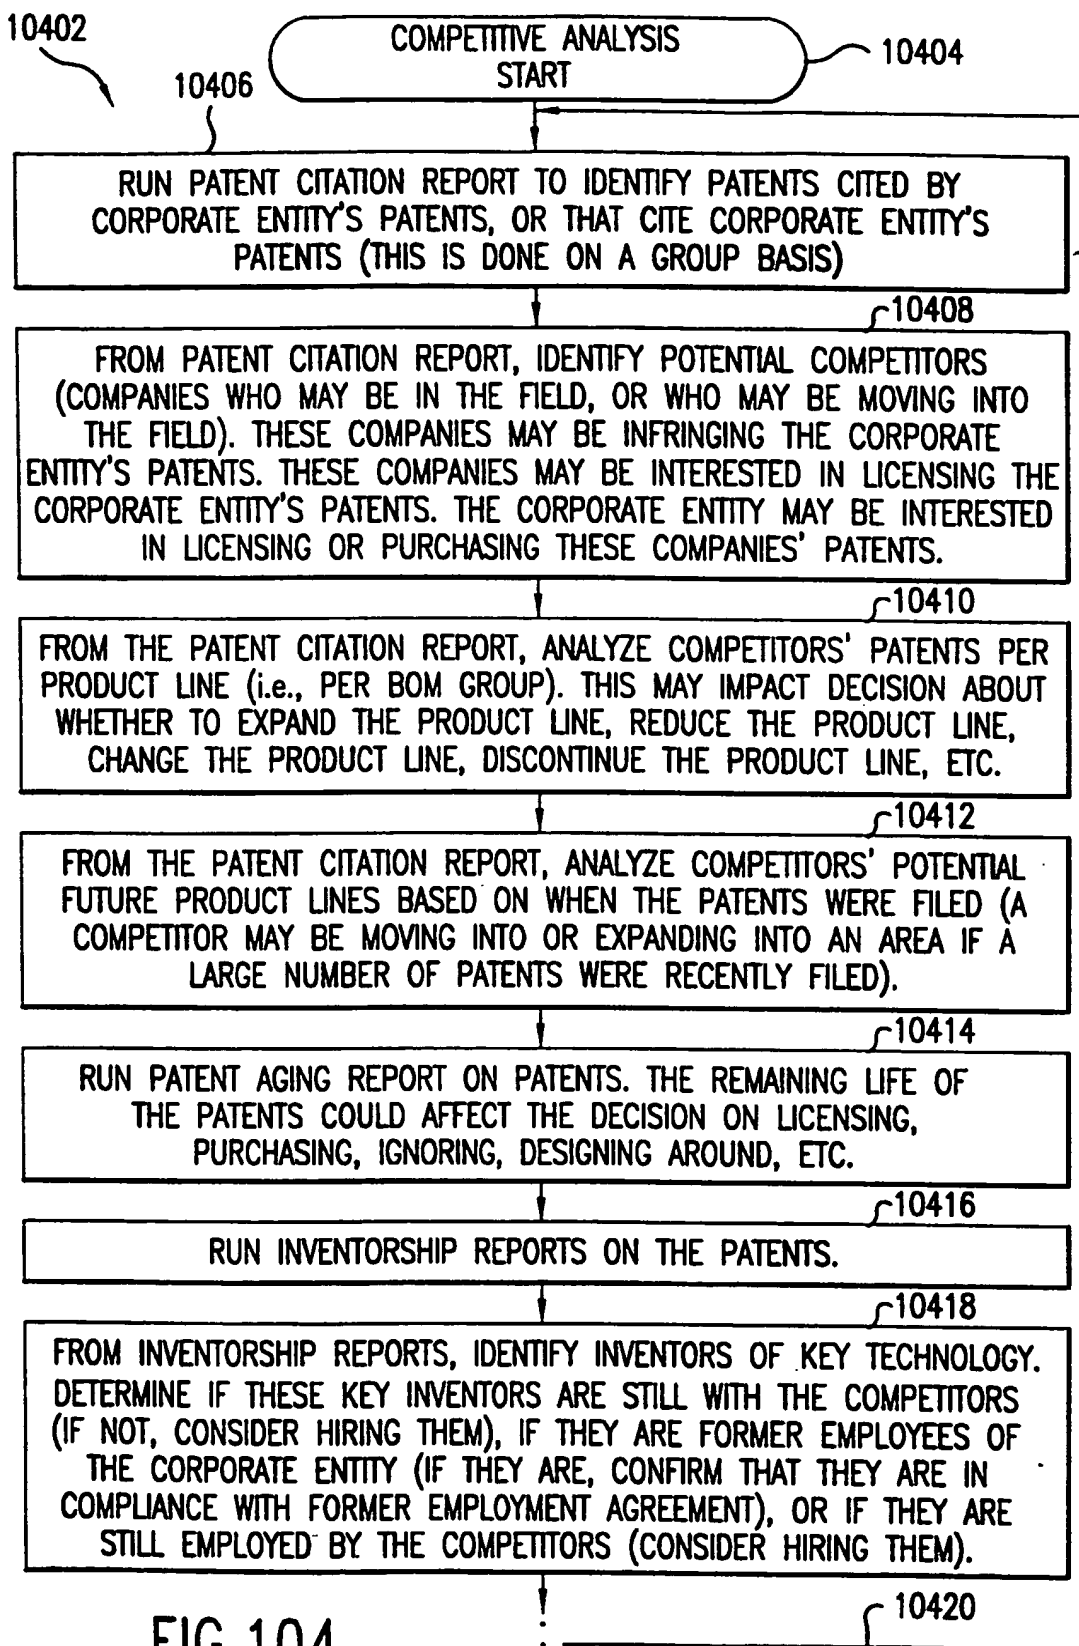 10402
COMPETITIVE ANALYSIS
START
10404
10406
RUN PATENT CITATION REPORT TO IDENTIFY PATENTS CITED BY
CORPORATE ENTITY'S PATENTS, OR THAT CITE CORPORATE ENTITY'S
PATENTS (THIS IS DONE ON A GROUP BASIS)
10408
FROM PATENT CITATION REPORT, IDENTIFY POTENTIAL COMPETITORS
(COMPANIES WHO MAY BE IN THE FIELD, OR WHO MAY BE MOVING INTO
THE FIELD). THESE COMPANIES MAY BE INFRINGING THE CORPORATE
ENTITY'S PATENTS. THESE COMPANIES MAY BE INTERESTED IN LICENSING THE
CORPORATE ENTITY'S PATENTS. THE CORPORATE ENTITY MAY BE INTERESTED
IN LICENSING OR PURCHASING THESE COMPANIES' PATENTS.
10410
FROM THE PATENT CITATION REPORT, ANALYZE COMPETITORS' PATENTS PER
PRODUCT LINE (i.e., PER BOM GROUP). THIS MAY IMPACT DECISION ABOUT
WHETHER TO EXPAND THE PRODUCT LINE, REDUCE THE PRODUCT LINE,
CHANGE THE PRODUCT LINE, DISCONTINUE THE PRODUCT LINE, ETC.
10412
FROM THE PATENT CITATION REPORT, ANALYZE COMPETITORS' POTENTIAL
FUTURE PRODUCT LINES BASED ON WHEN THE PATENTS WERE FILED (A
COMPETITOR MAY BE MOVING INTO OR EXPANDING INTO AN AREA IF A
LARGE NUMBER OF PATENTS WERE RECENTLY FILED).
10414
RUN PATENT AGING REPORT ON PATENTS. THE REMAINING LIFE OF
THE PATENTS COULD AFFECT THE DECISION ON LICENSING,
PURCHASING, IGNORING, DESIGNING AROUND, ETC.
10416
RUN INVENTORSHIP REPORTS ON THE PATENTS.
10418
FROM INVENTORSHIP REPORTS, IDENTIFY INVENTORS OF KEY TECHNOLOGY.
DETERMINE IF THESE KEY INVENTORS ARE STILL WITH THE COMPETITORS
(IF NOT, CONSIDER HIRING THEM), IF THEY ARE FORMER EMPLOYEES OF
THE CORPORATE ENTITY (IF THEY ARE, CONFIRM THAT THEY ARE IN
COMPLIANCE WITH FORMER EMPLOYMENT AGREEMENT), OR IF THEY ARE
STILL EMPLOYED BY THE COMPETITORS (CONSIDER HIRING THEM).
10420
FIG. 104